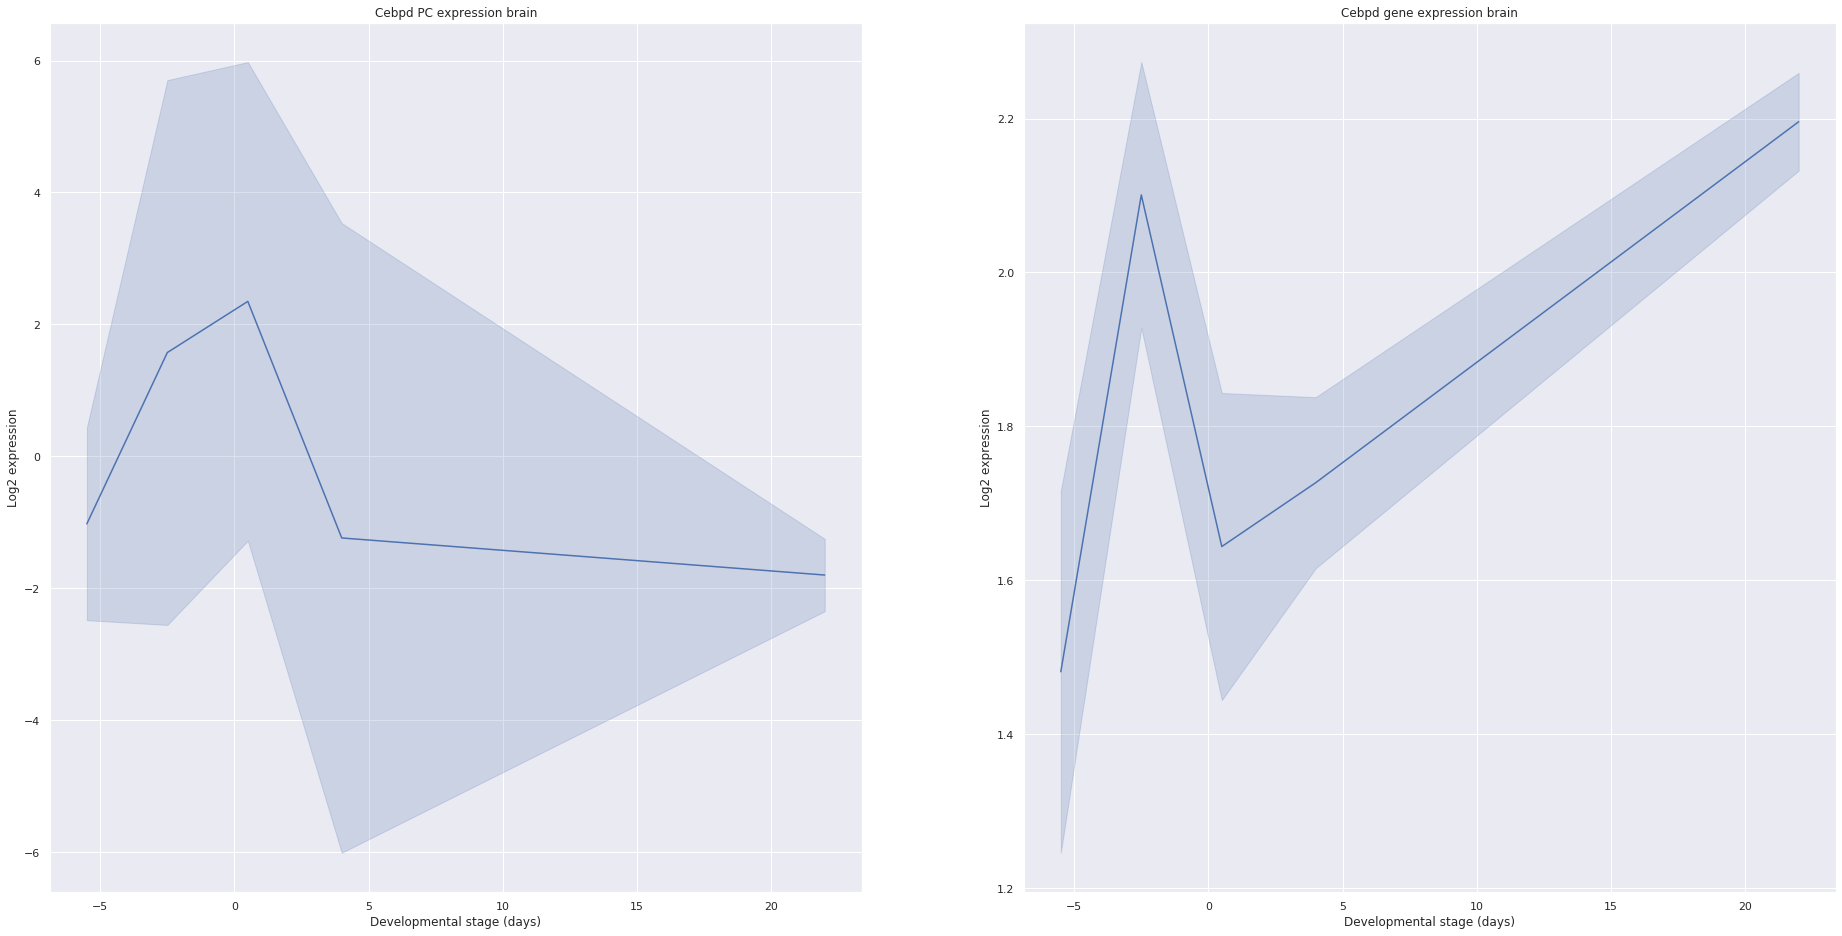 Cebpd PC expression brain
Log2 expression
6
4
2
0
−2
−4
−6
−5 0 5 10 15 20
Developmental stage (days)
Cebpd gene expression brain
Log2 expression
2.2
2.0
1.8
1.6
1.4
1.2
−5 0 5 10 15 20
Developmental stage (days)